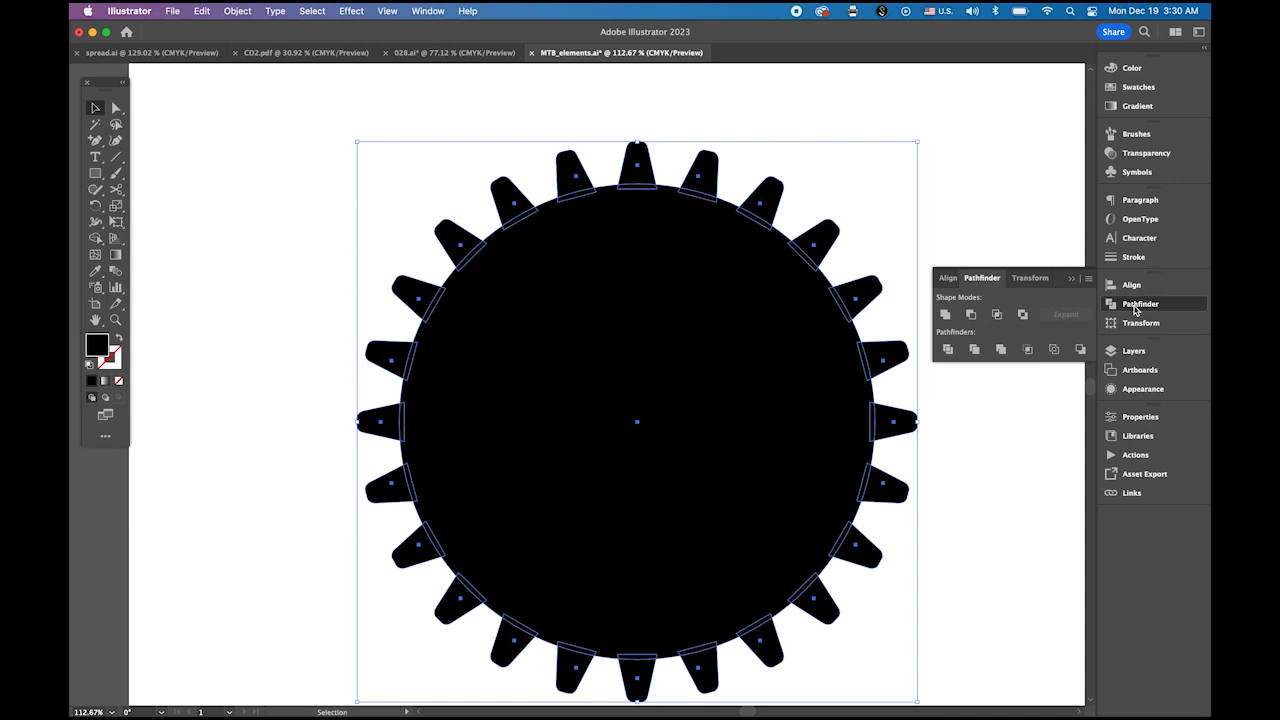 Illustrator File Edit Object Type Select Effect View Window Help U.S. Mon Dec 19 3:30 AM
Adobe Illustrator 2023
Share
× spread.ai @ 129.02 % (CMYK/Preview) × CD2.pdf @ 30.92 % (CMYK/Preview) × 028.ai* @ 77.12 % (CMYK/Preview) × MTB_elements.ai* @ 112.67 % (CMYK/Preview)
Color
Swatches
Gradient
Brushes
Transparency
Symbols
Paragraph
OpenType
Character
Stroke
Align
Pathfinder
Transform
Layers
Artboards
Appearance
Properties
Libraries
Actions
Asset Export
Links
Align Pathfinder Transform
Shape Modes:
Expand
Pathfinders:
112.67% 0° 1 Selection